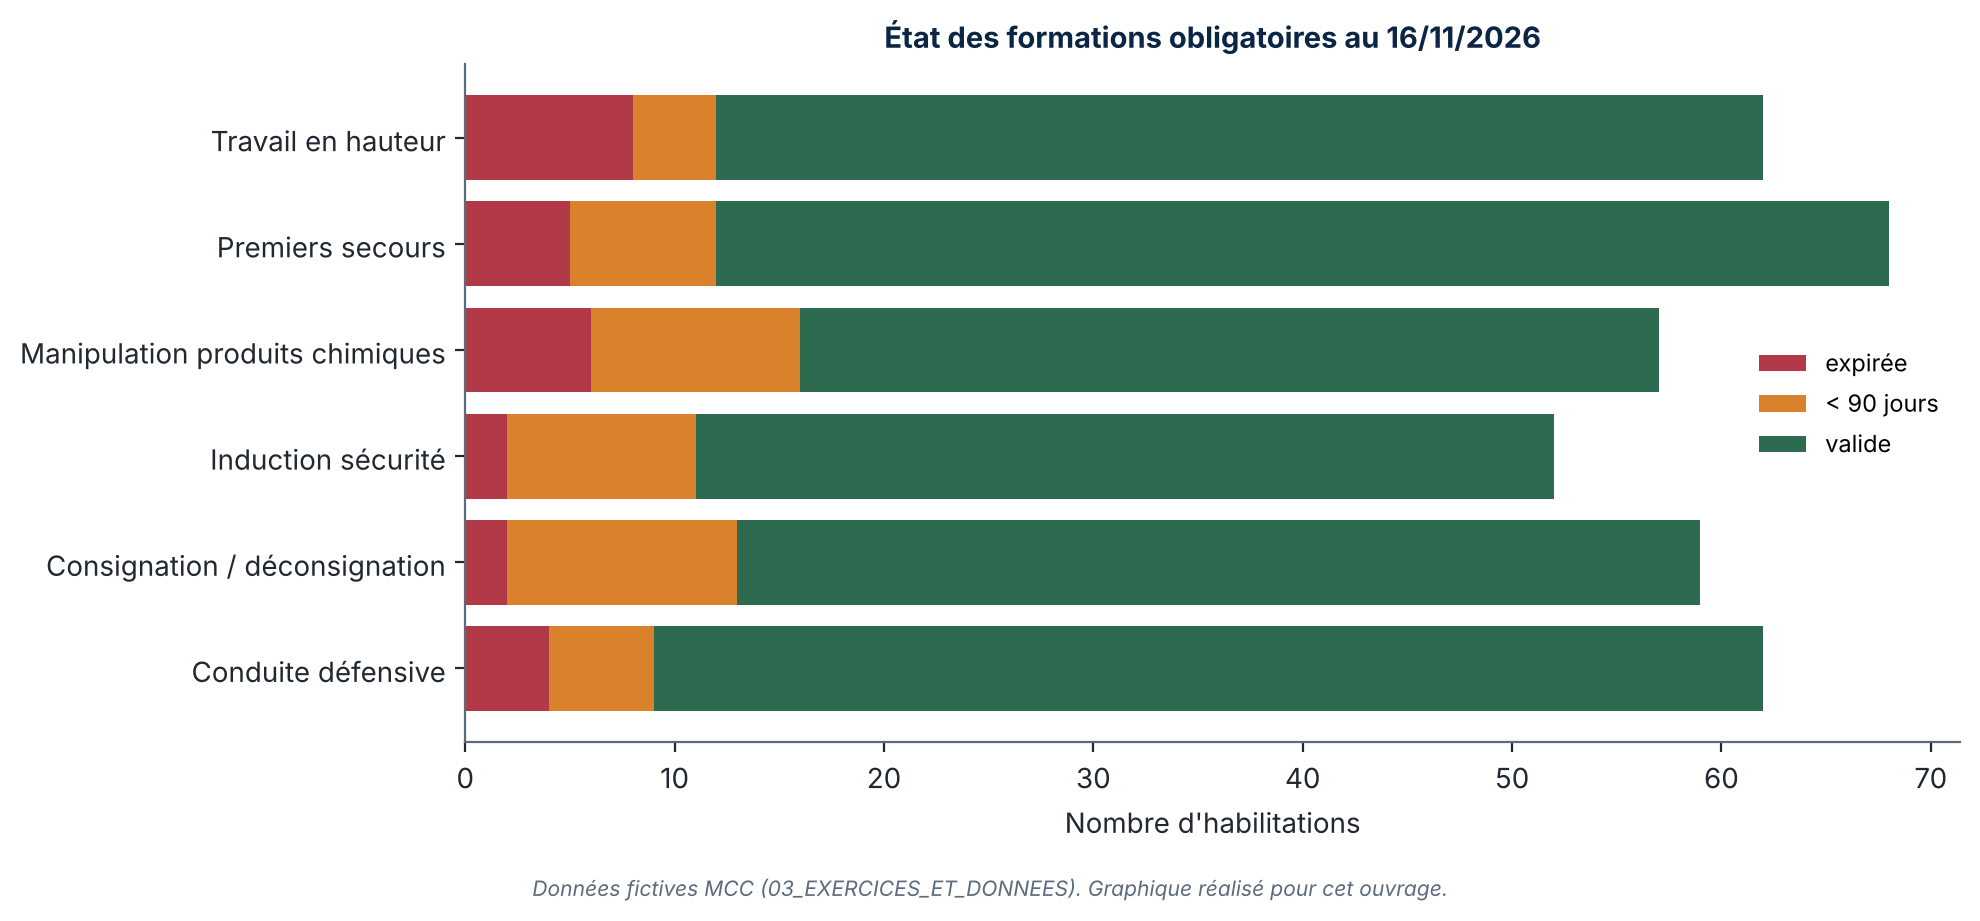 État des formations obligatoires au 16/11/2026
Travail en hauteur
Premiers secours
Manipulation produits chimiques
Induction sécurité
Consignation / déconsignation
Conduite défensive
expirée
< 90 jours
valide
0 10 20 30 40 50 60 70
Nombre d'habilitations
Données fictives MCC (03_EXERCICES_ET_DONNEES). Graphique réalisé pour cet ouvrage.